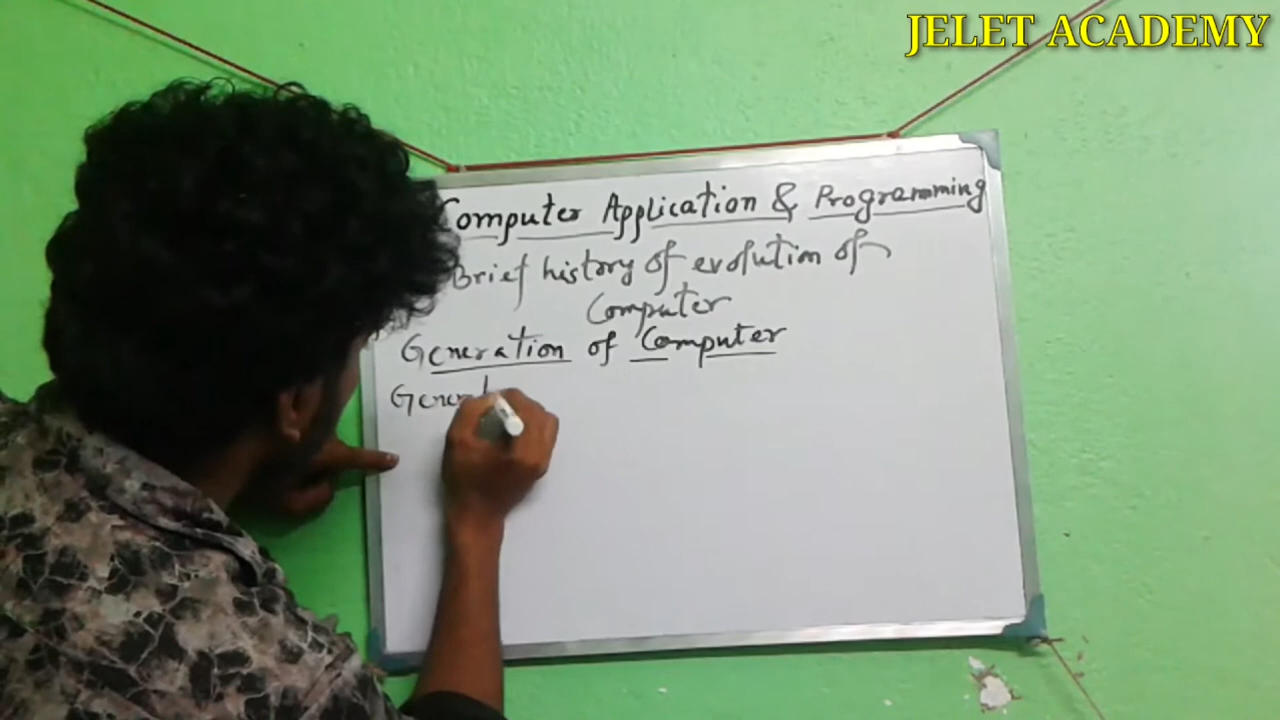 JELET ACADEMY
Computer Application & Programming
Brief history of evolution of
Computer
Generation of Computer